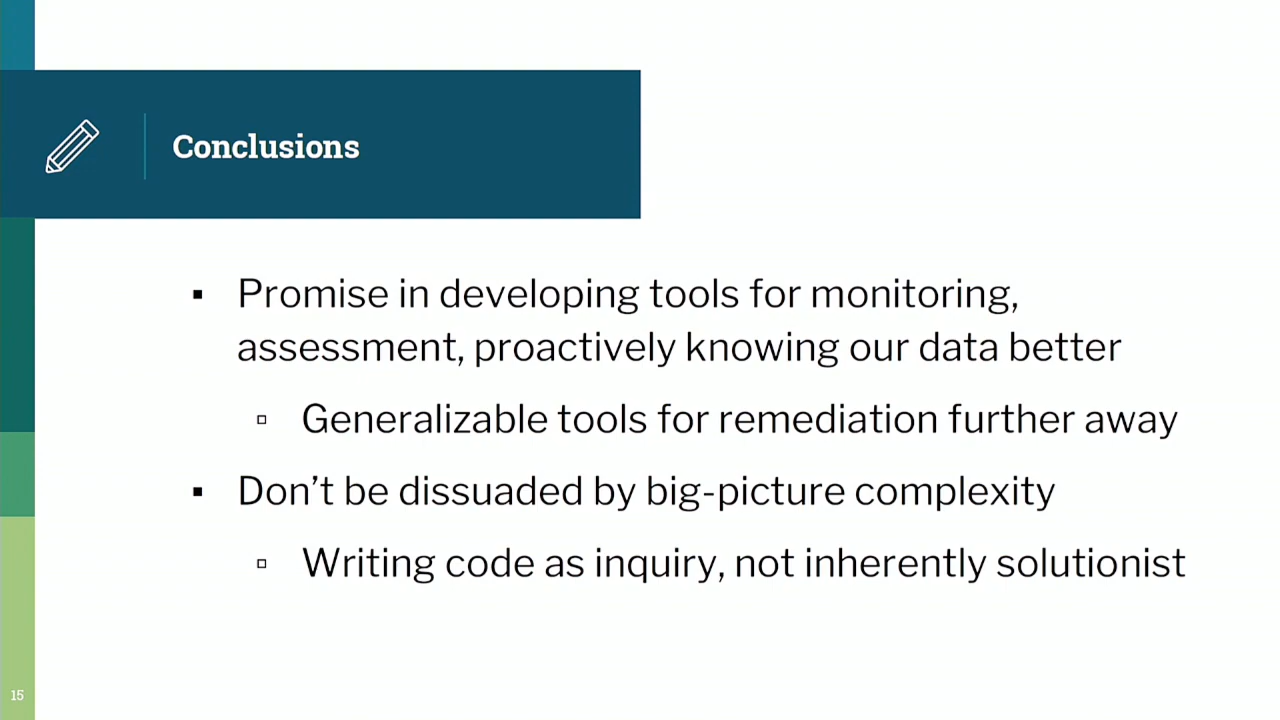 Conclusions
▪ Promise in developing tools for monitoring,
assessment, proactively knowing our data better
▫ Generalizable tools for remediation further away
▪ Don’t be dissuaded by big-picture complexity
▫ Writing code as inquiry, not inherently solutionist
15